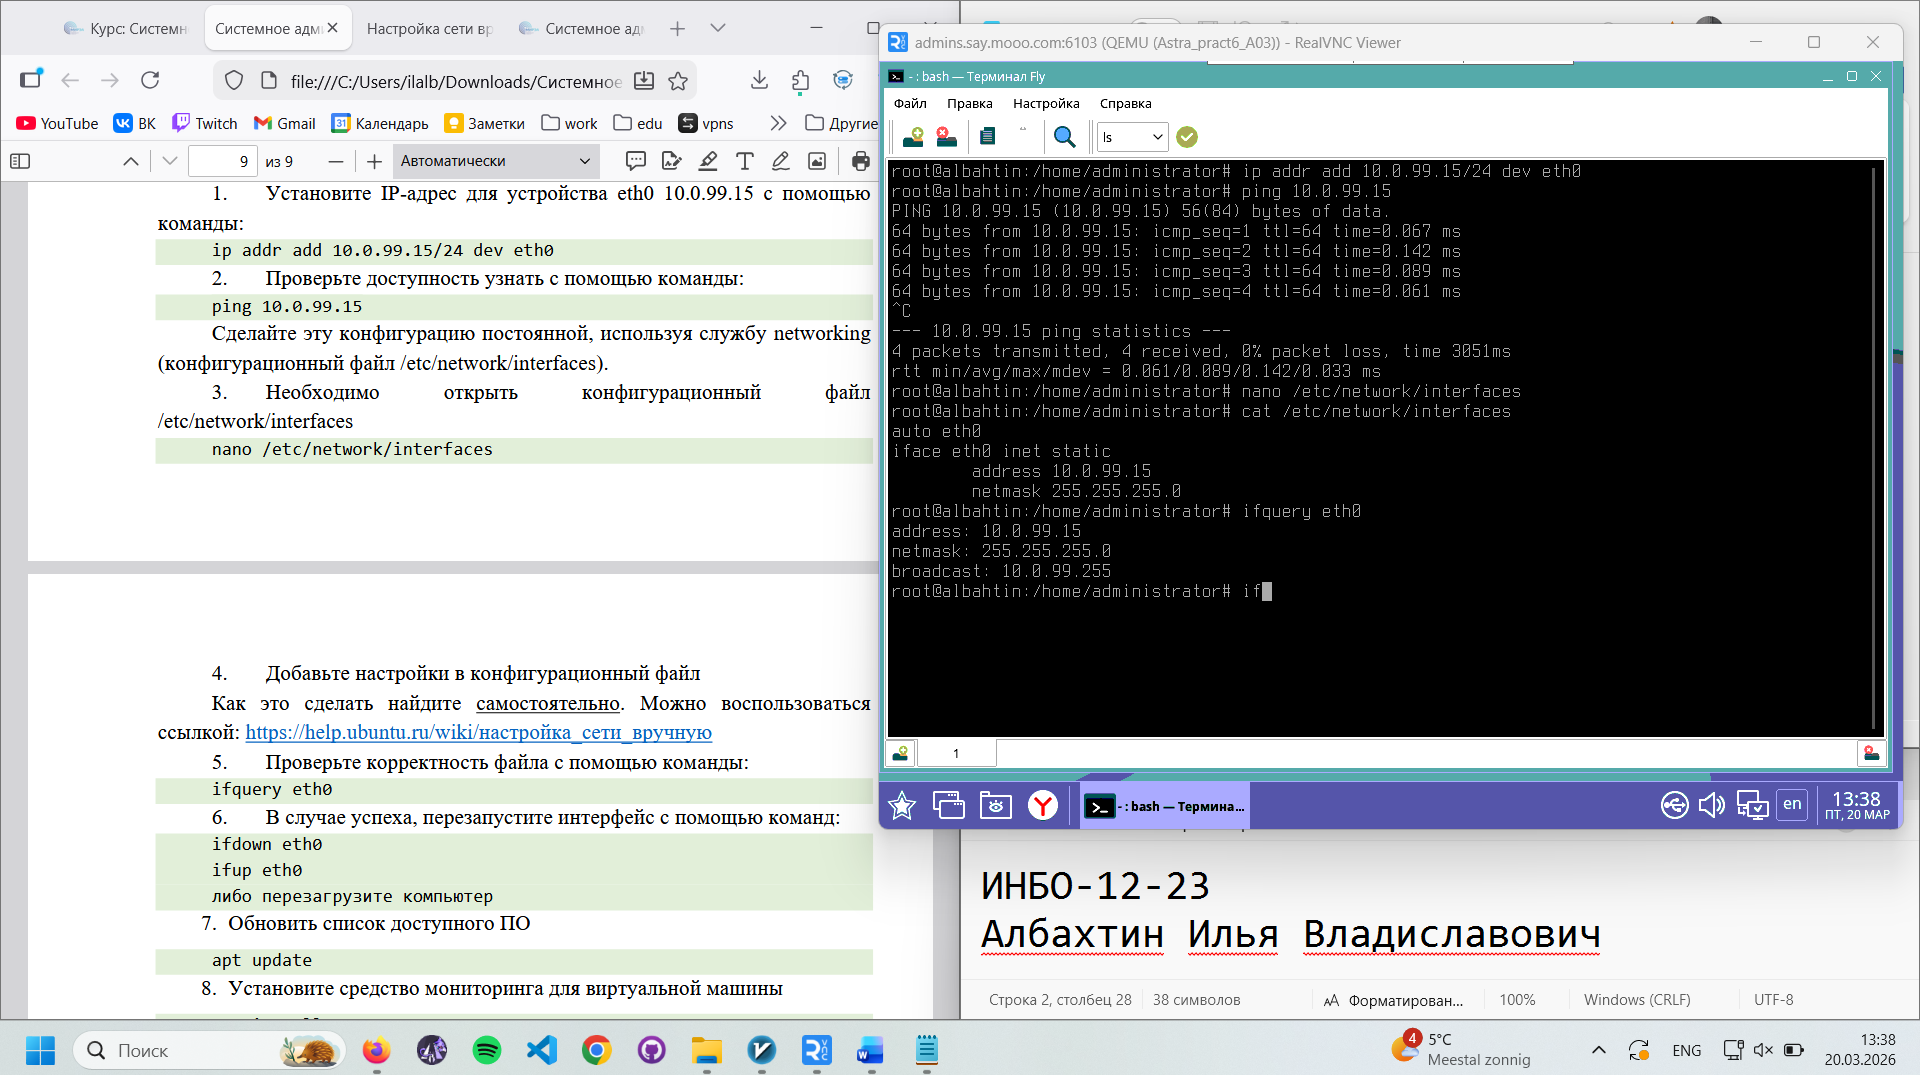 Курс: Системн
Системное адм
Настройка сети вр
Системное ад
file:///C:/Users/ilalb/Downloads/Системное
YouTube
ВК
Twitch
Gmail
Календарь
Заметки
work
edu
vpns
Другие
9
из 9
Автоматически
1. Установите IP-адрес для устройства eth0 10.0.99.15 с помощью
команды:
ip addr add 10.0.99.15/24 dev eth0
2. Проверьте доступность узнать с помощью команды:
ping 10.0.99.15
Сделайте эту конфигурацию постоянной, используя службу networking
(конфигурационный файл /etc/network/interfaces).
3. Необходимо открыть конфигурационный файл
/etc/network/interfaces
nano /etc/network/interfaces
4. Добавьте настройки в конфигурационный файл
Как это сделать найдите самостоятельно. Можно воспользоваться
ссылкой: https://help.ubuntu.ru/wiki/настройка_сети_вручную
5. Проверьте корректность файла с помощью команды:
ifquery eth0
6. В случае успеха, перезапустите интерфейс с помощью команд:
ifdown eth0
ifup eth0
либо перезагрузите компьютер
7. Обновить список доступного ПО
apt update
8. Установите средство мониторинга для виртуальной машины
admins.say.mooo.com:6103 (QEMU (Astra_pract6_A03)) - RealVNC Viewer
- : bash — Терминал Fly
Файл Правка Настройка Справка
ls
root@albahtin:/home/administrator# ip addr add 10.0.99.15/24 dev eth0
root@albahtin:/home/administrator# ping 10.0.99.15
PING 10.0.99.15 (10.0.99.15) 56(84) bytes of data.
64 bytes from 10.0.99.15: icmp_seq=1 ttl=64 time=0.067 ms
64 bytes from 10.0.99.15: icmp_seq=2 ttl=64 time=0.142 ms
64 bytes from 10.0.99.15: icmp_seq=3 ttl=64 time=0.089 ms
64 bytes from 10.0.99.15: icmp_seq=4 ttl=64 time=0.061 ms
^C
--- 10.0.99.15 ping statistics ---
4 packets transmitted, 4 received, 0% packet loss, time 3051ms
rtt min/avg/max/mdev = 0.061/0.089/0.142/0.033 ms
root@albahtin:/home/administrator# nano /etc/network/interfaces
root@albahtin:/home/administrator# cat /etc/network/interfaces
auto eth0
iface eth0 inet static
address 10.0.99.15
netmask 255.255.255.0
root@albahtin:/home/administrator# ifquery eth0
address: 10.0.99.15
netmask: 255.255.255.0
broadcast: 10.0.99.255
root@albahtin:/home/administrator# if
1
- : bash — Термина...
en
13:38
ПТ, 20 МАР
ИНБО-12-23
Албахтин Илья Владиславович
Строка 2, столбец 28
38 символов
Форматирован...
100%
Windows (CRLF)
UTF-8
Поиск
4
5°C
Meestal zonnig
ENG
13:38
20.03.2026